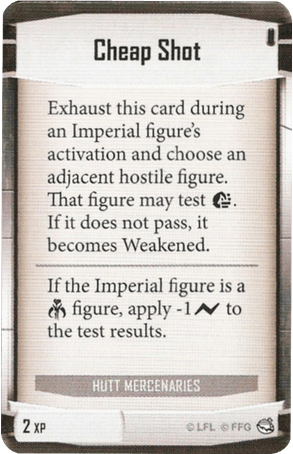 Cheap Shot
Exhaust this card during
an Imperial figure's
activation and choose an
adjacent hostile figure.
That figure may test .
If it does not pass, it
becomes Weakened.
If the Imperial figure is a
figure, apply -1 to
the test results.
HUTT MERCENARIES
2 XP
© LFL © FFG